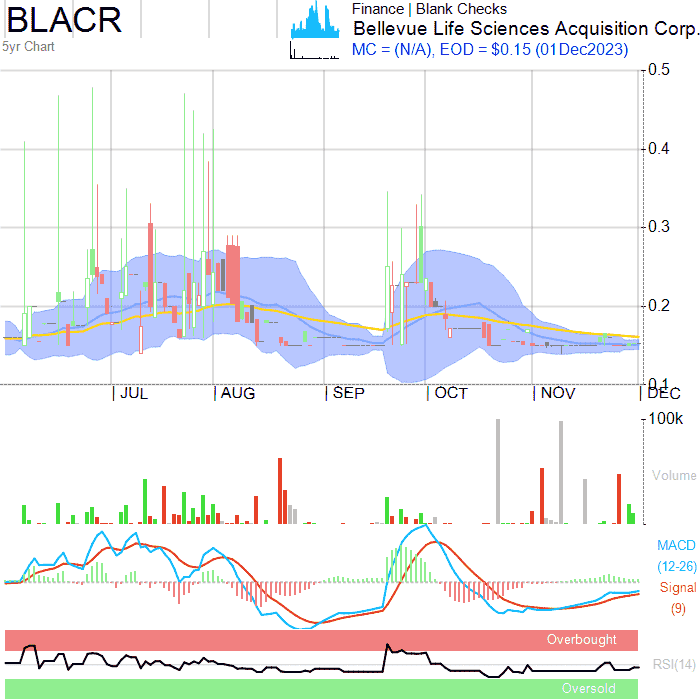 BLACR
5yr Chart
Finance | Blank Checks
Bellevue Life Sciences Acquisition Corp.
MC = (N/A), EOD = $0.15 (01Dec2023)
0.5
0.4
0.3
0.2
0.1
JUL AUG SEP OCT NOV DEC
100k
Volume
MACD
(12-26)
Signal
(9)
Overbought
RSI(14)
Oversold